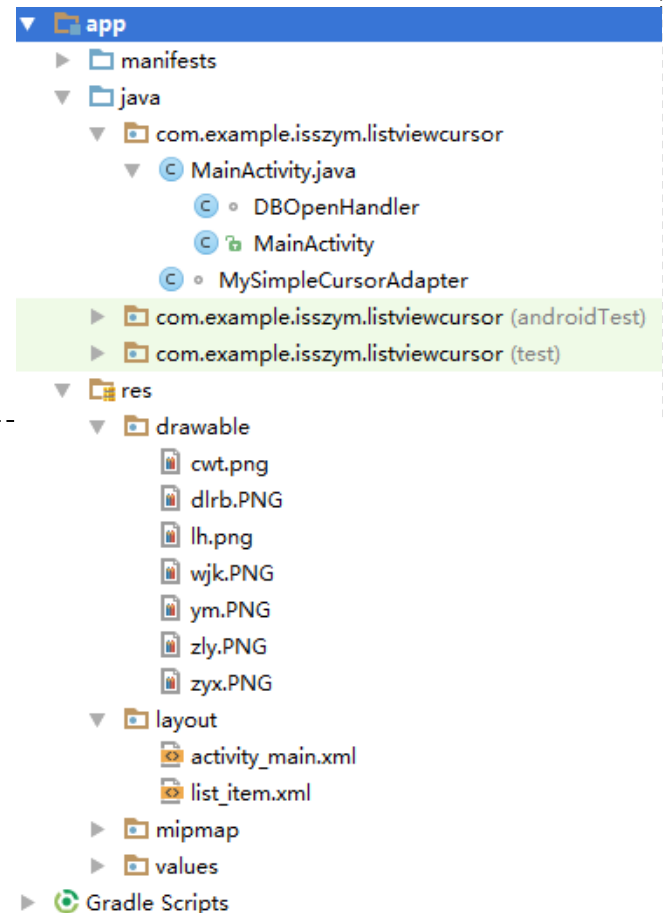 app
manifests
java
com.example.isszym.listviewcursor
MainActivity.java
DBOpenHandler
MainActivity
MySimpleCursorAdapter
com.example.isszym.listviewcursor (androidTest)
com.example.isszym.listviewcursor (test)
res
drawable
cwt.png
dlrb.PNG
lh.png
wjk.PNG
ym.PNG
zly.PNG
zyx.PNG
layout
activity_main.xml
list_item.xml
mipmap
values
Gradle Scripts